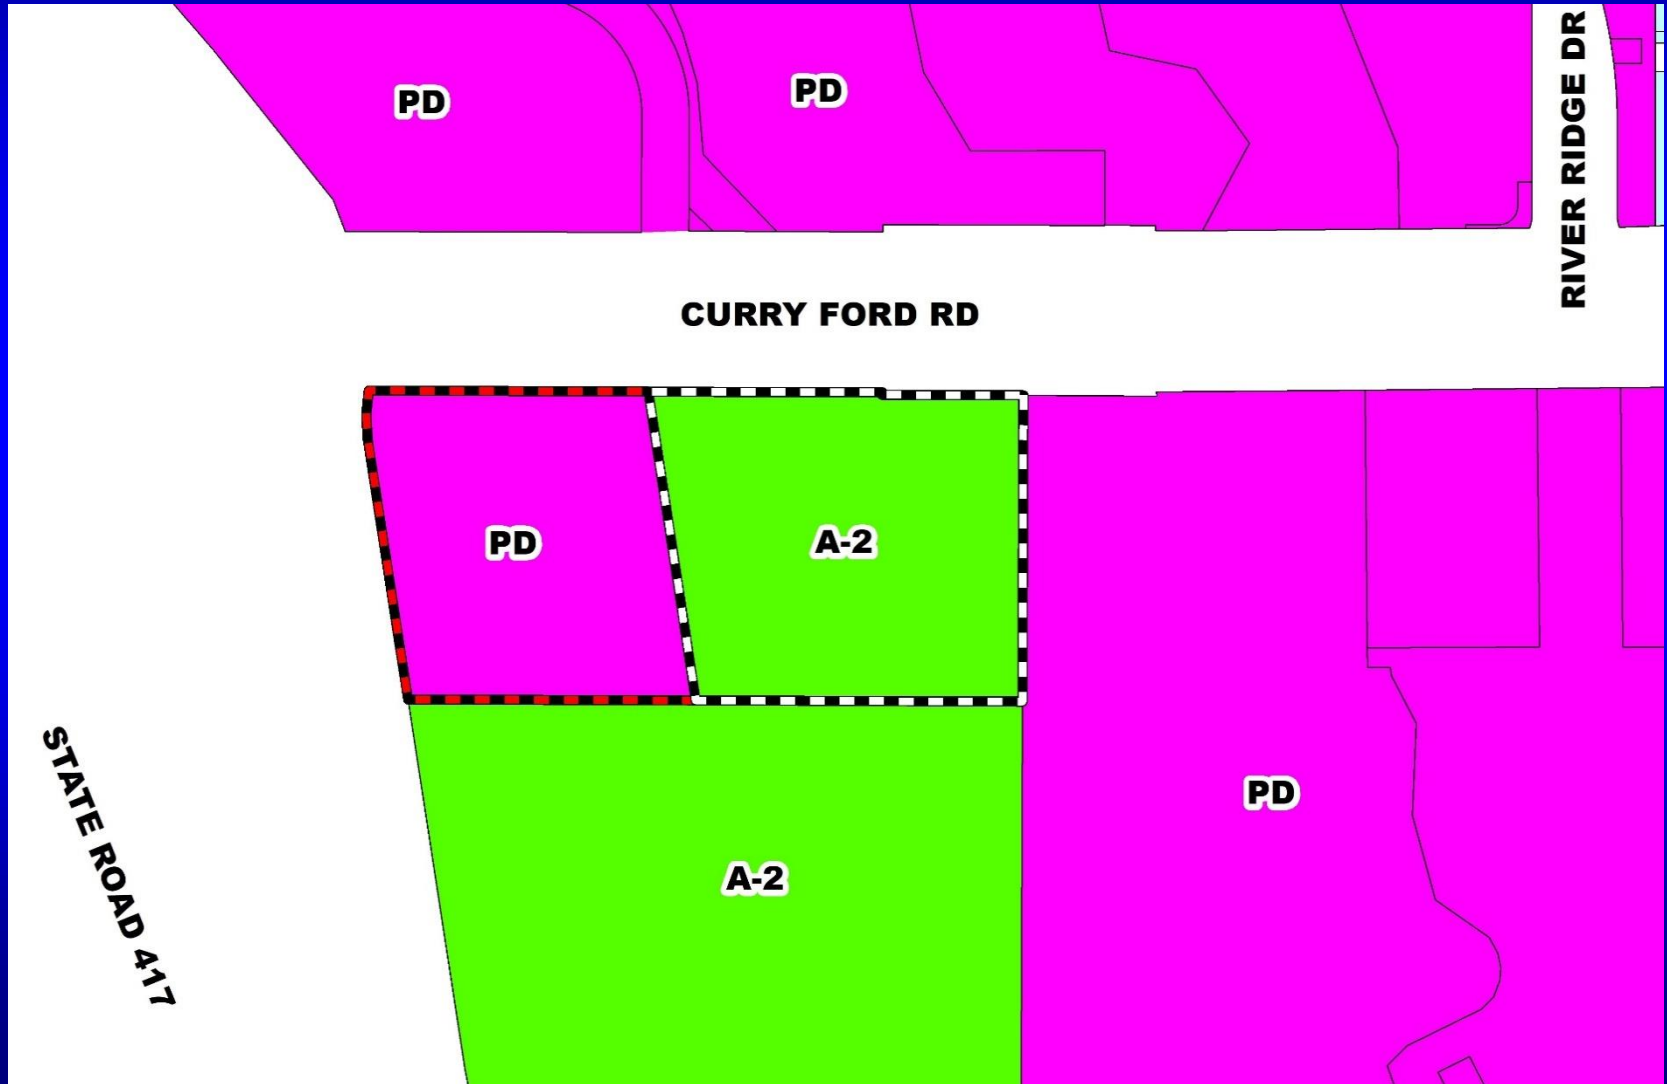 PD
PD
RIVER RIDGE DR
CURRY FORD RD
PD
A-2
PD
A-2
STATE ROAD 417